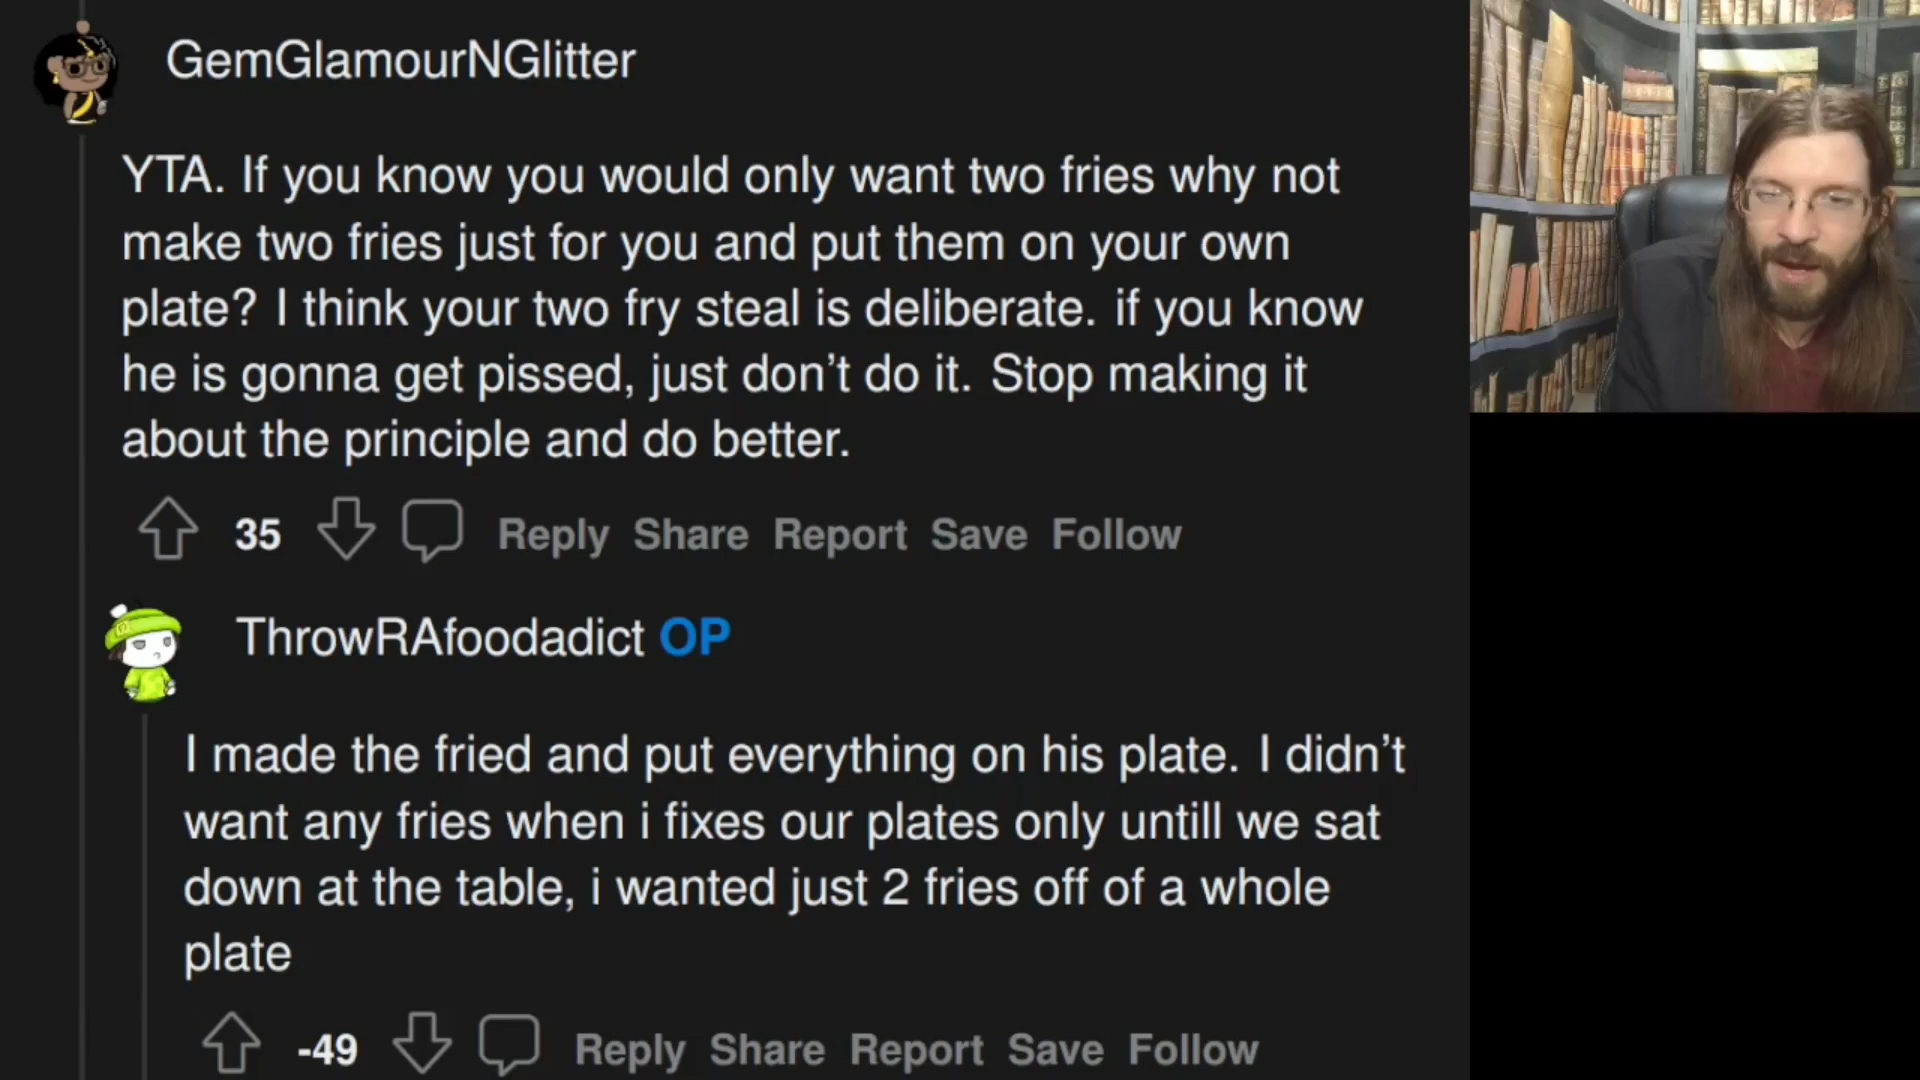 GemGlamourNGlitter
YTA. If you know you would only want two fries why not
make two fries just for you and put them on your own
plate? I think your two fry steal is deliberate. if you know
he is gonna get pissed, just don’t do it. Stop making it
about the principle and do better.
35 Reply Share Report Save Follow
ThrowRAfoodadict OP
I made the fried and put everything on his plate. I didn’t
want any fries when i fixes our plates only untill we sat
down at the table, i wanted just 2 fries off of a whole
plate
-49 Reply Share Report Save Follow